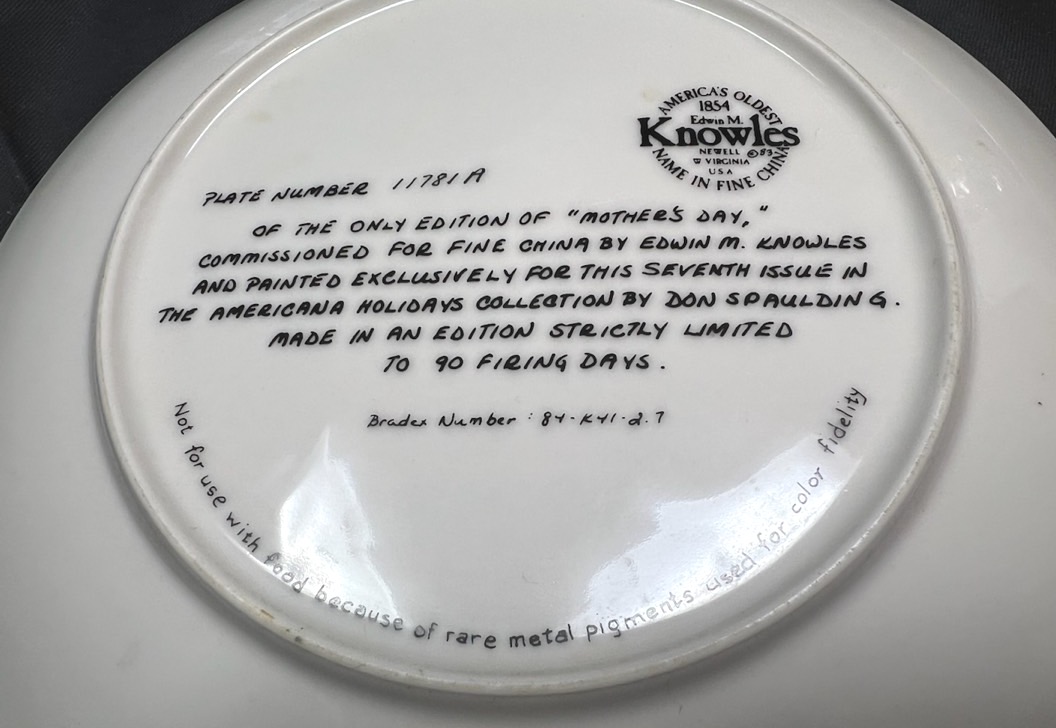 AMERICA'S OLDEST
1854
Edwin M.
Knowles
NEWELL ©83
W VIRGINIA
USA
NAME IN FINE CHINA
PLATE NUMBER 11781A
OF THE ONLY EDITION OF "MOTHER'S DAY,"
COMMISSIONED FOR FINE CHINA BY EDWIN M. KNOWLES
AND PAINTED EXCLUSIVELY FOR THIS SEVENTH ISSUE IN
THE AMERICANA HOLIDAYS COLLECTION BY DON SPAULDING.
MADE IN AN EDITION STRICTLY LIMITED
TO 90 FIRING DAYS.
Bradex Number: 84-K41-2.7
Not for use with food because of rare metal pigments used for color fidelity